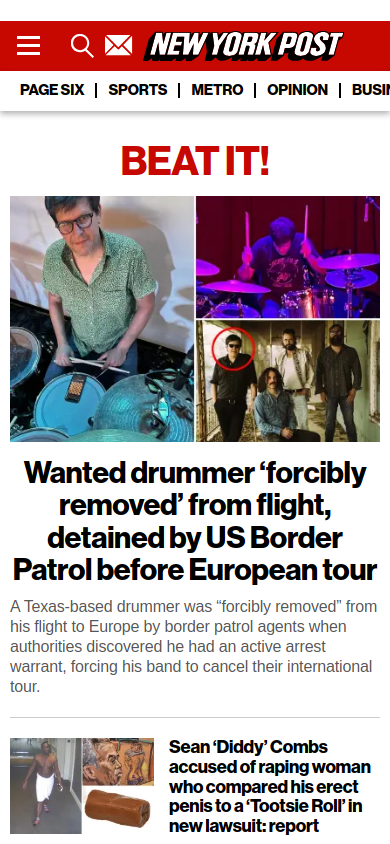 NEW YORK POST
PAGE SIX | SPORTS | METRO | OPINION | BUSIN
BEAT IT!
Wanted drummer ‘forcibly
removed’ from flight,
detained by US Border
Patrol before European tour
A Texas-based drummer was “forcibly removed” from
his flight to Europe by border patrol agents when
authorities discovered he had an active arrest
warrant, forcing his band to cancel their international
tour.
Sean ‘Diddy’ Combs
accused of raping woman
who compared his erect
penis to a ‘Tootsie Roll’ in
new lawsuit: report